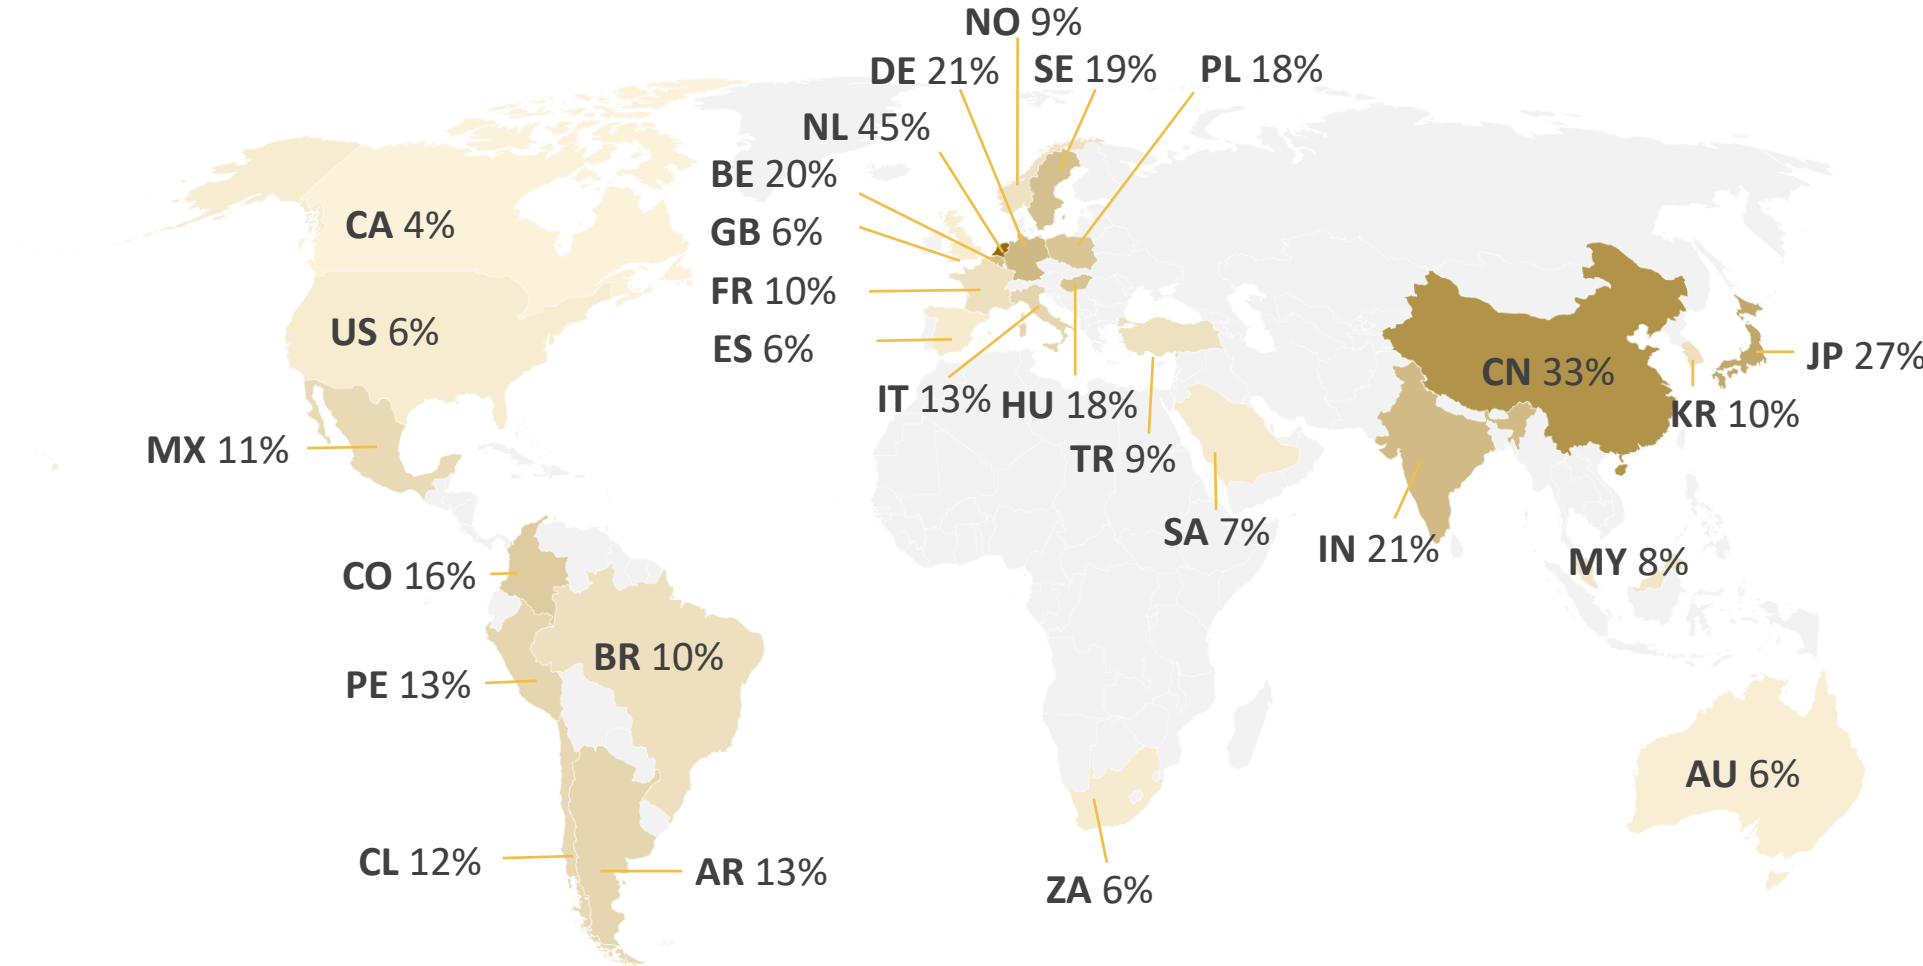 NO 9%
DE 21%
SE 19%
PL 18%
NL 45%
BE 20%
CA 4%
GB 6%
FR 10%
US 6%
ES 6%
JP 27%
CN 33%
IT 13%
HU 18%
KR 10%
MX 11%
TR 9%
SA 7%
IN 21%
MY 8%
CO 16%
BR 10%
PE 13%
AU 6%
CL 12%
AR 13%
ZA 6%